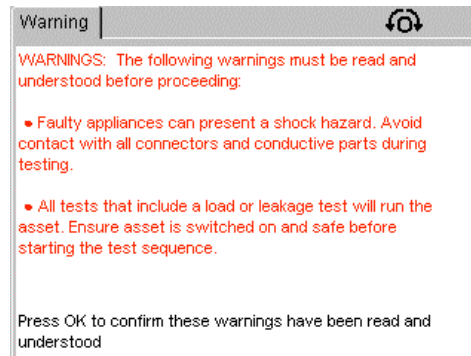 Warning
WARNINGS: The following warnings must be read and
understood before proceeding:
• Faulty appliances can present a shock hazard. Avoid
contact with all connectors and conductive parts during
testing.
• All tests that include a load or leakage test will run the
asset. Ensure asset is switched on and safe before
starting the test sequence.
Press OK to confirm these warnings have been read and
understood